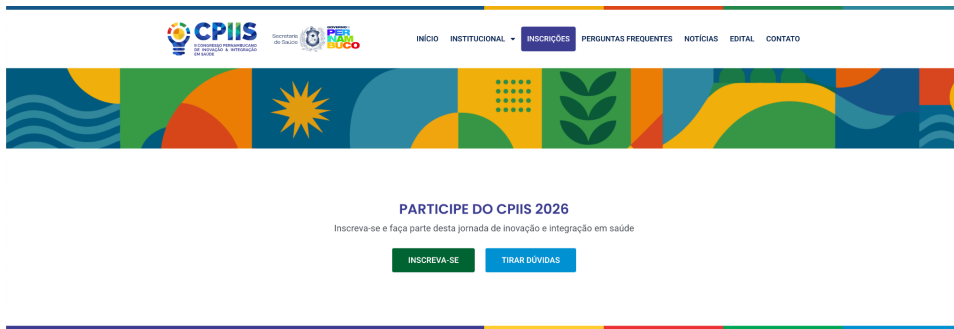 CPIIS
II CONGRESSO PERNAMBUCANO
DE INOVAÇÃO & INTEGRAÇÃO
EM SAÚDE
Secretaria
da Saúde
GOVERNO DE
PER
NAM
BUCO
INÍCIO
INSTITUCIONAL
INSCRIÇÕES
PERGUNTAS FREQUENTES
NOTÍCIAS
EDITAL
CONTATO
PARTICIPE DO CPIIS 2026
Inscreva-se e faça parte desta jornada de inovação e integração em saúde
INSCREVA-SE
TIRAR DÚVIDAS